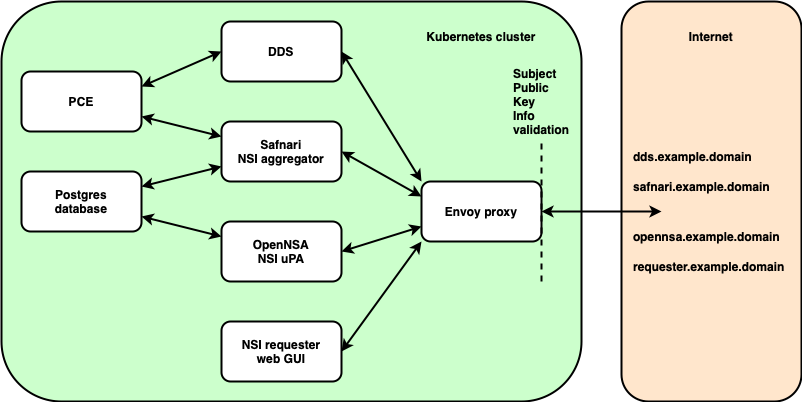 DDS
Kubernetes cluster
Internet
PCE
Subject
Public
Key
Info
validation
Safnari
NSI aggregator
Postgres
database
Envoy proxy
OpenNSA
NSI uPA
NSI requester
web GUI
dds.example.domain
safnari.example.domain
opennsa.example.domain
requester.example.domain